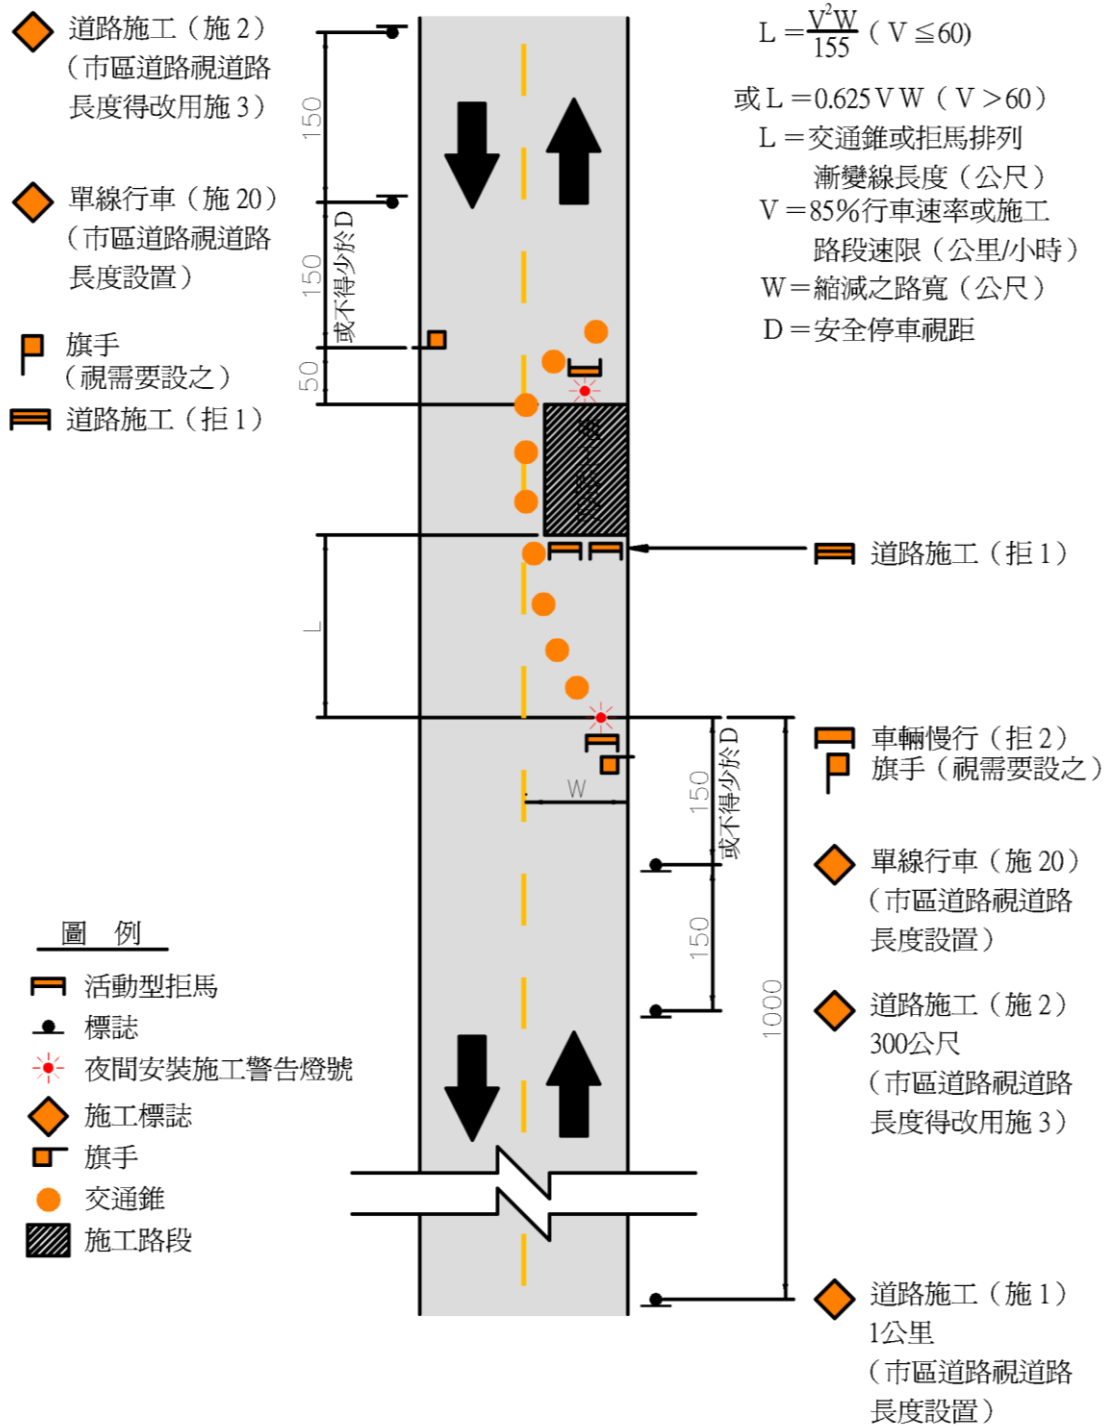 道路施工（施 2）
（市區道路視道路
長度得改用施 3）
單線行車（施 20）
（市區道路視道路
長度設置）
旗手
（視需要設之）
道路施工（拒 1）
150
150
或不得少於D
50
L
L＝V²W/155（V≦60）
或 L＝0.625ＶＷ（V＞60）
L＝交通錐或拒馬排列
漸變線長度（公尺）
V＝85%行車速率或施工
路段速限（公里/小時）
W＝縮減之路寬（公尺）
D＝安全停車視距
道路施工（拒 1）
車輛慢行（拒 2）
旗手（視需要設之）
W
150
或不得少於D
150
1000
單線行車（施 20）
（市區道路視道路
長度設置）
道路施工（施 2）
300公尺
（市區道路視道路
長度得改用施 3）
道路施工（施 1）
1公里
（市區道路視道路
長度設置）
圖　例
活動型拒馬
標誌
夜間安裝施工警告燈號
施工標誌
旗手
交通錐
施工路段